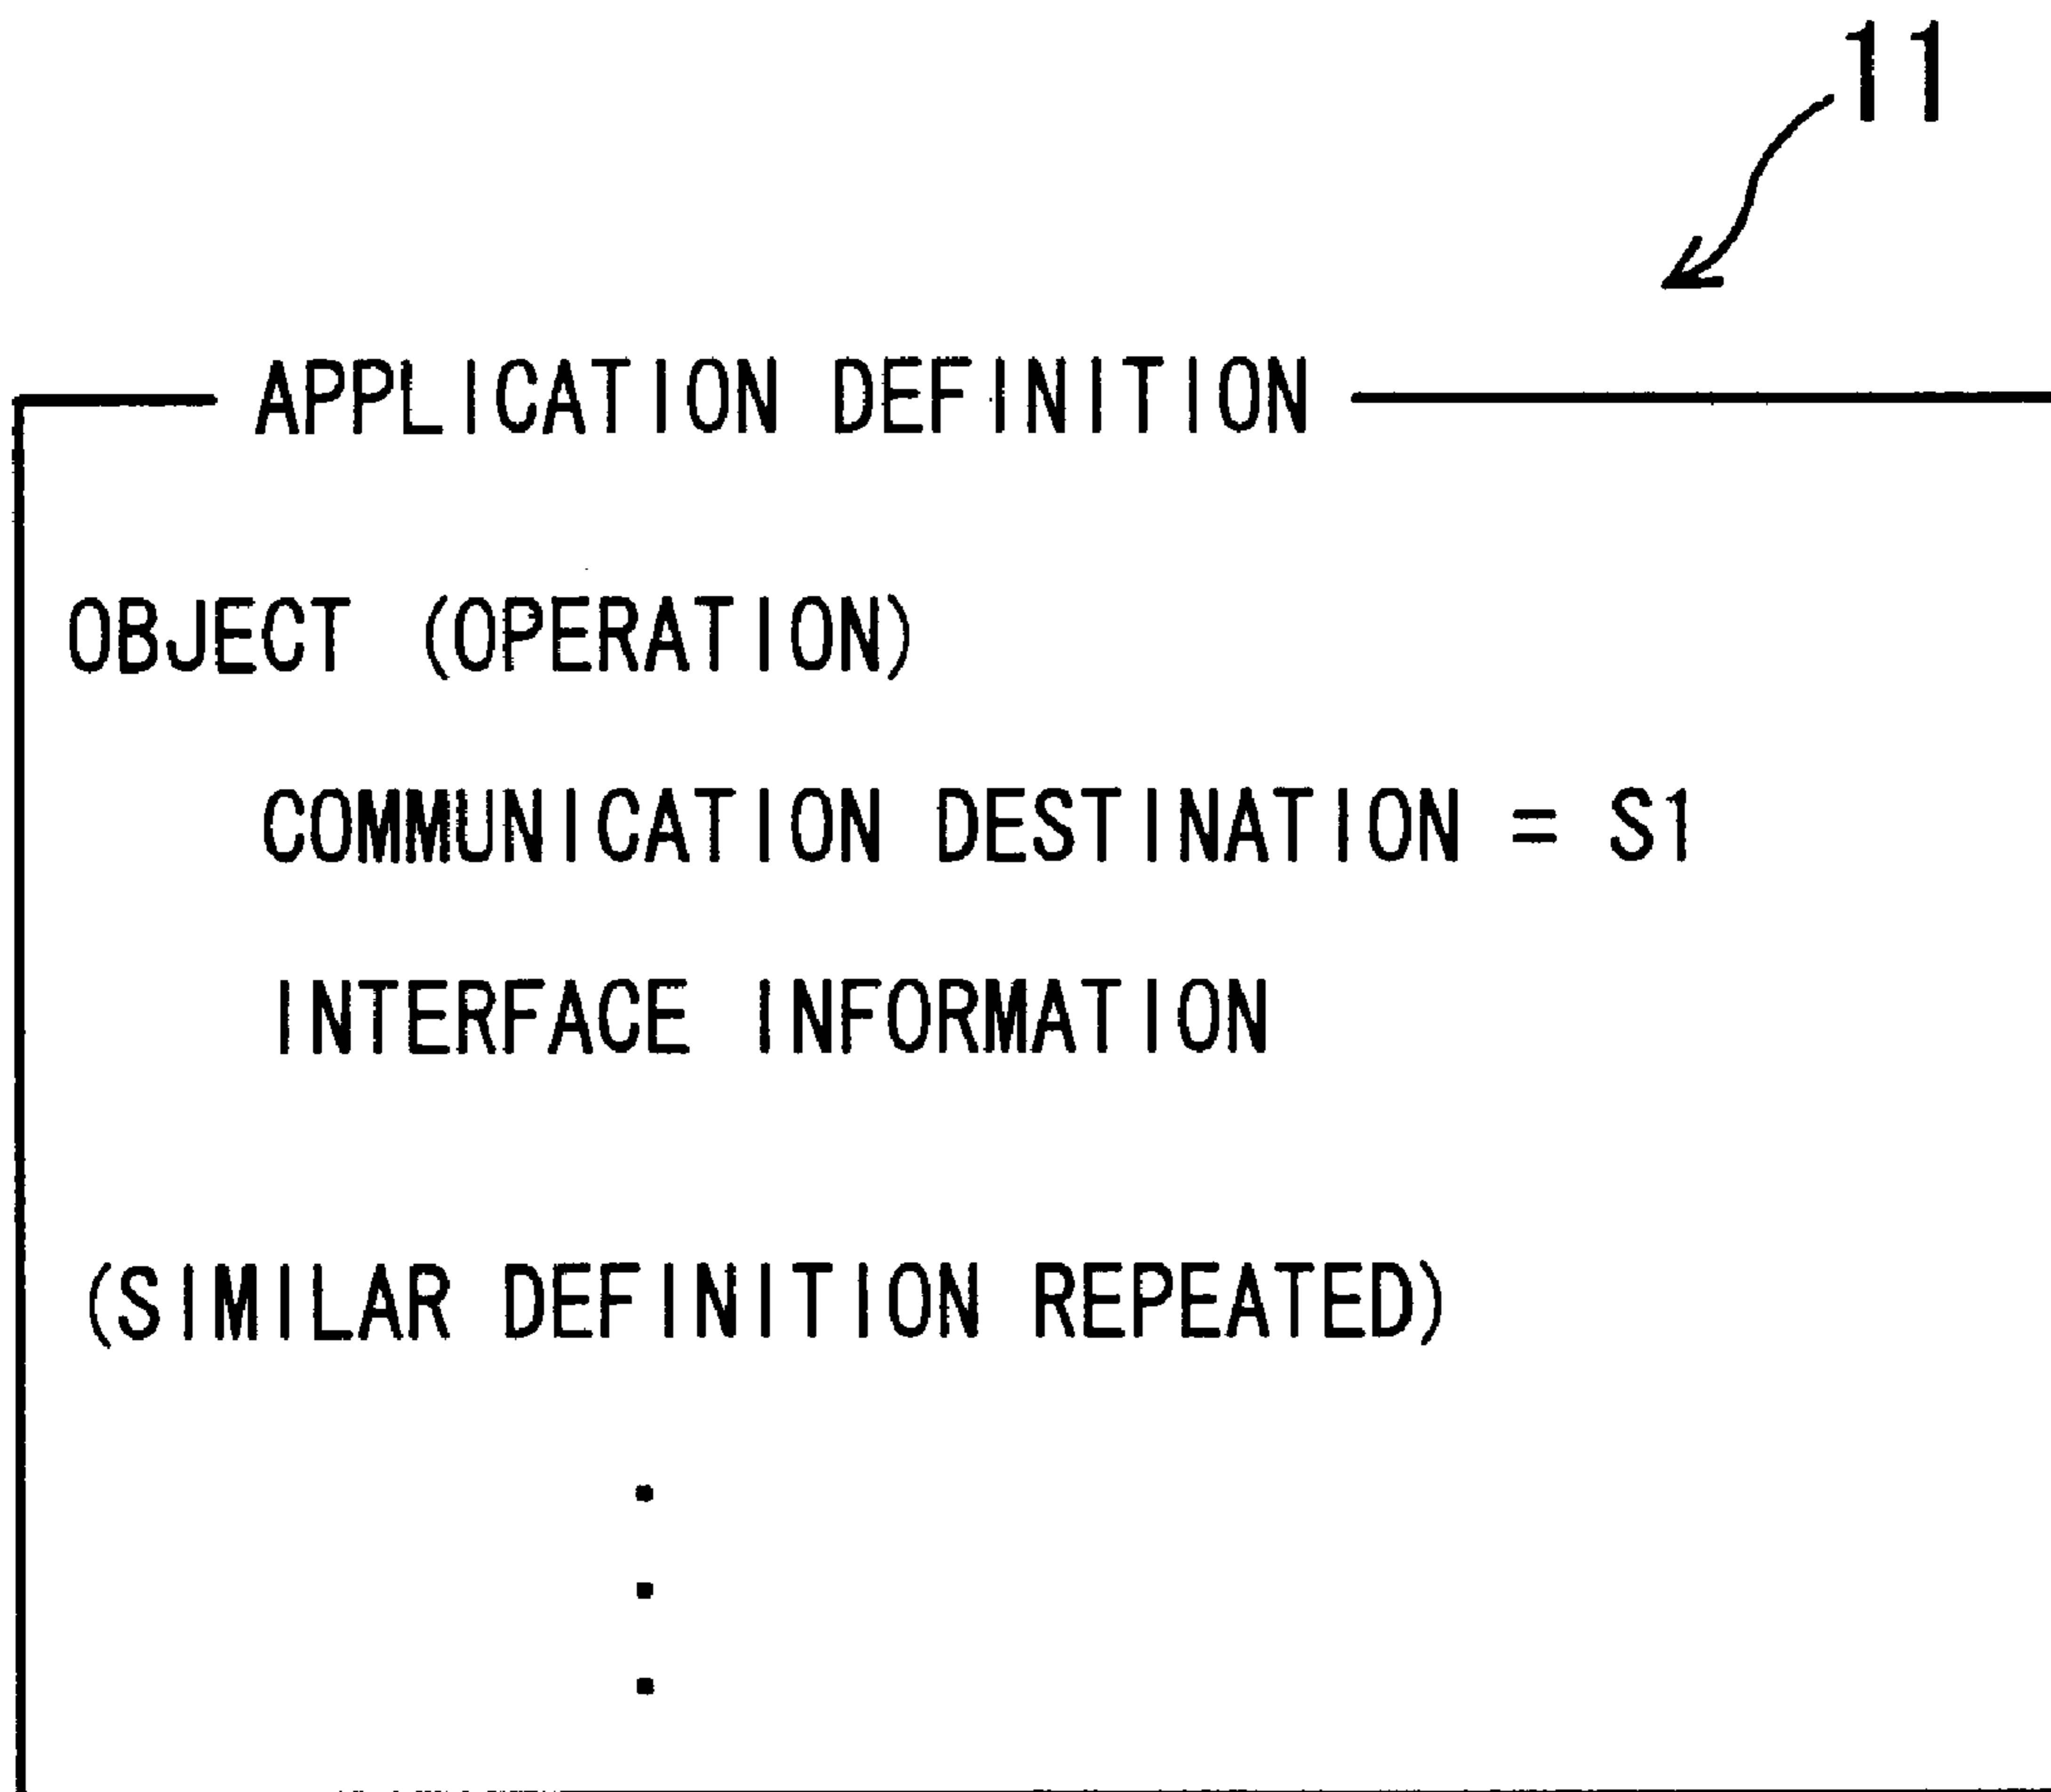 11
APPLICATION DEFINITION
OBJECT (OPERATION)
COMMUNICATION DESTINATION = S1
INTERFACE INFORMATION
(SIMILAR DEFINITION REPEATED)